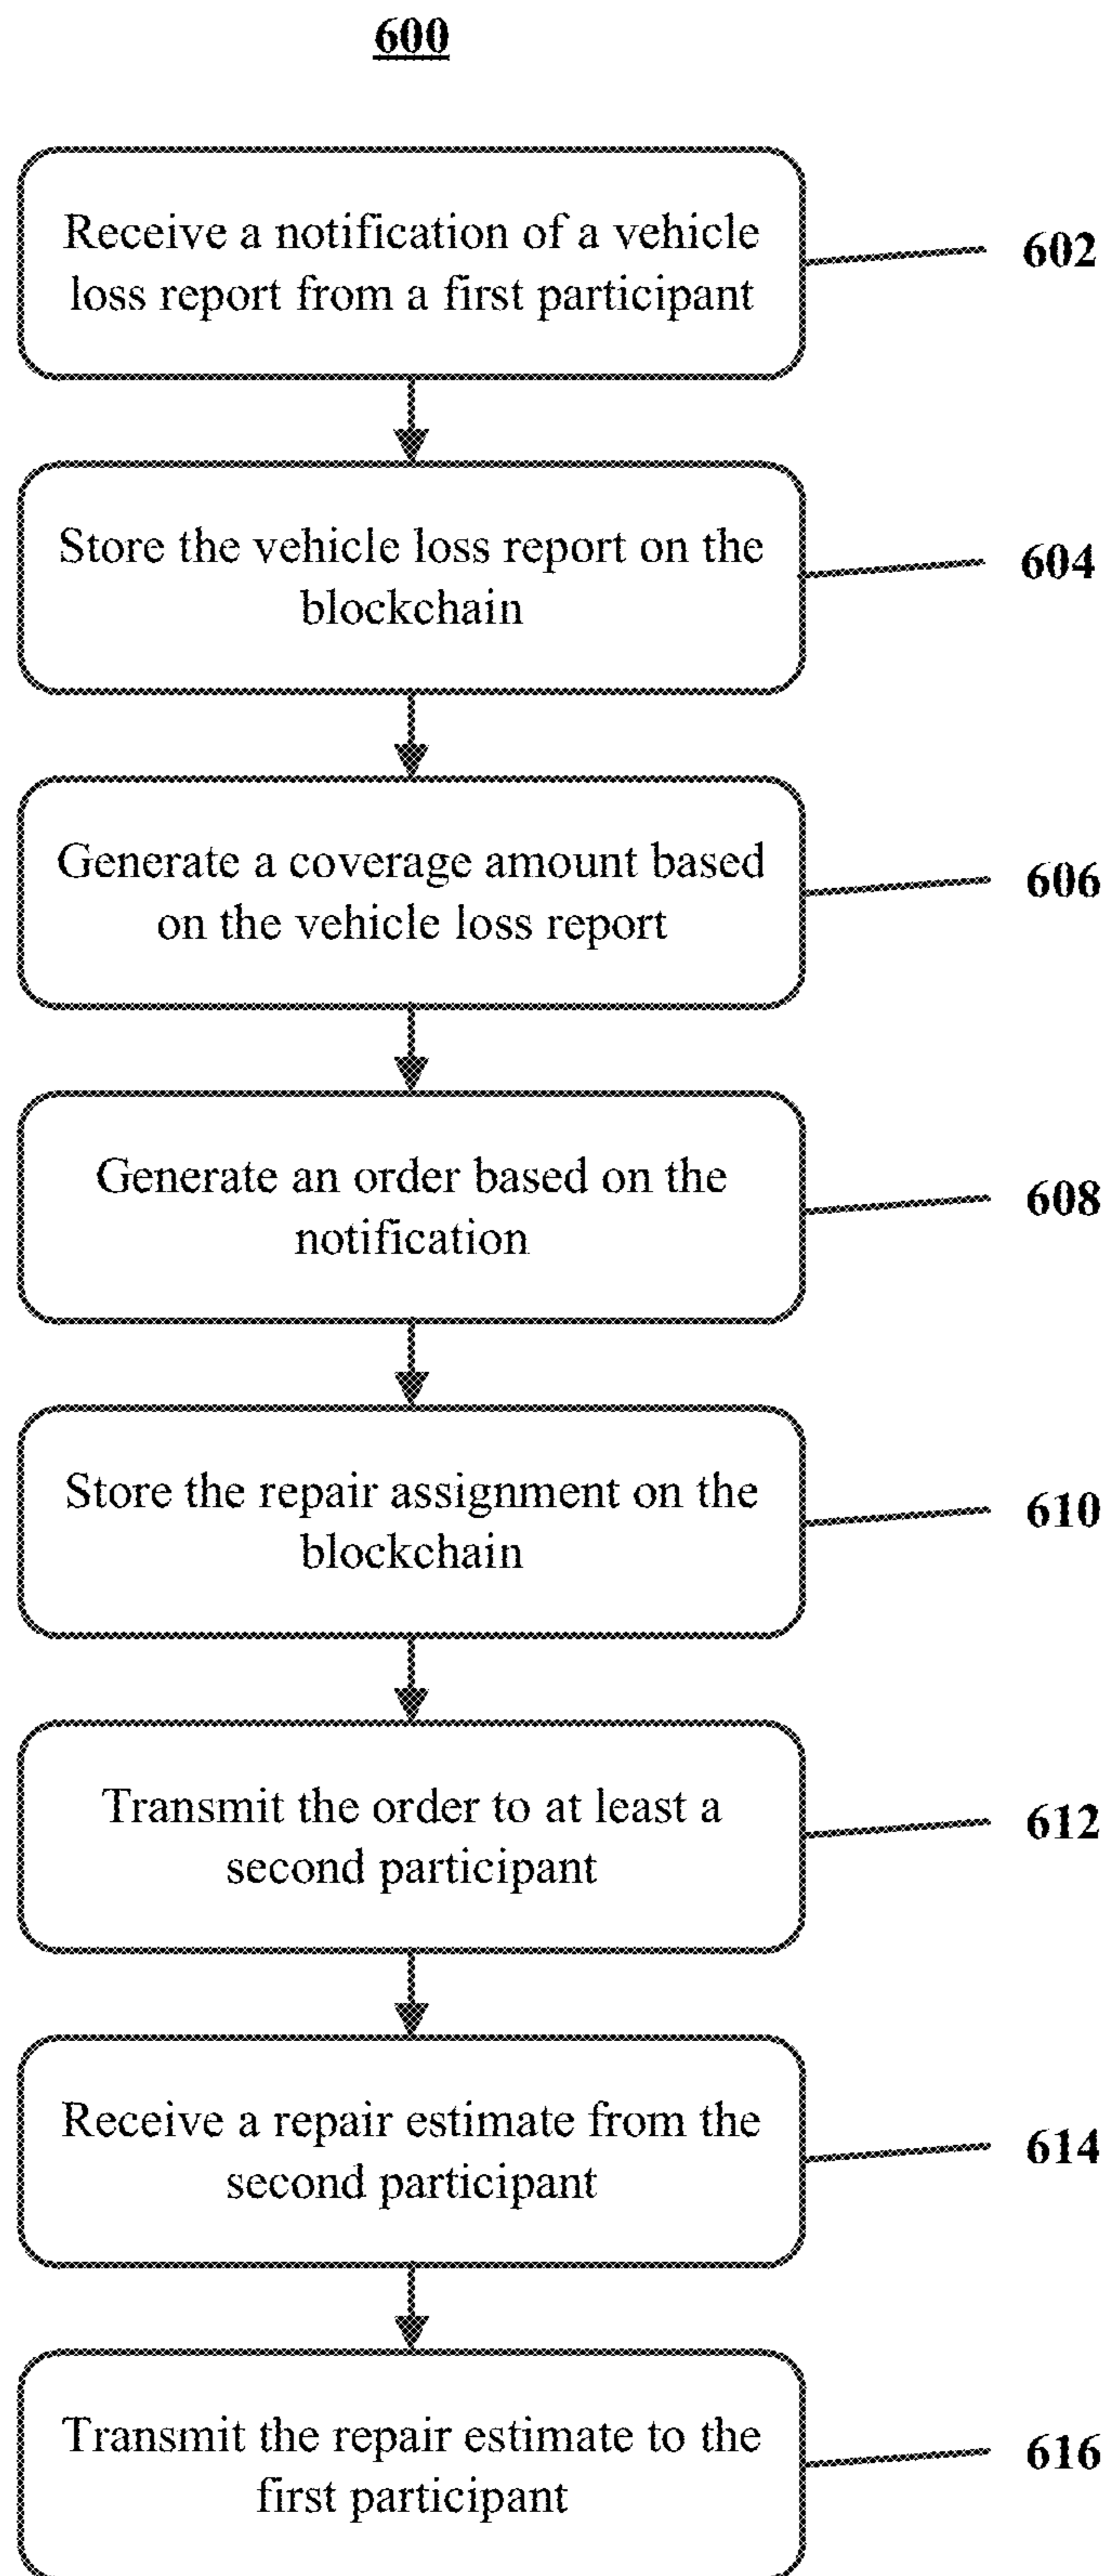 600
Receive a notification of a vehicle
loss report from a first participant
602
Store the vehicle loss report on the
blockchain
604
Generate a coverage amount based
on the vehicle loss report
606
Generate an order based on the
notification
608
Store the repair assignment on the
blockchain
610
Transmit the order to at least a
second participant
612
Receive a repair estimate from the
second participant
614
Transmit the repair estimate to the
first participant
616